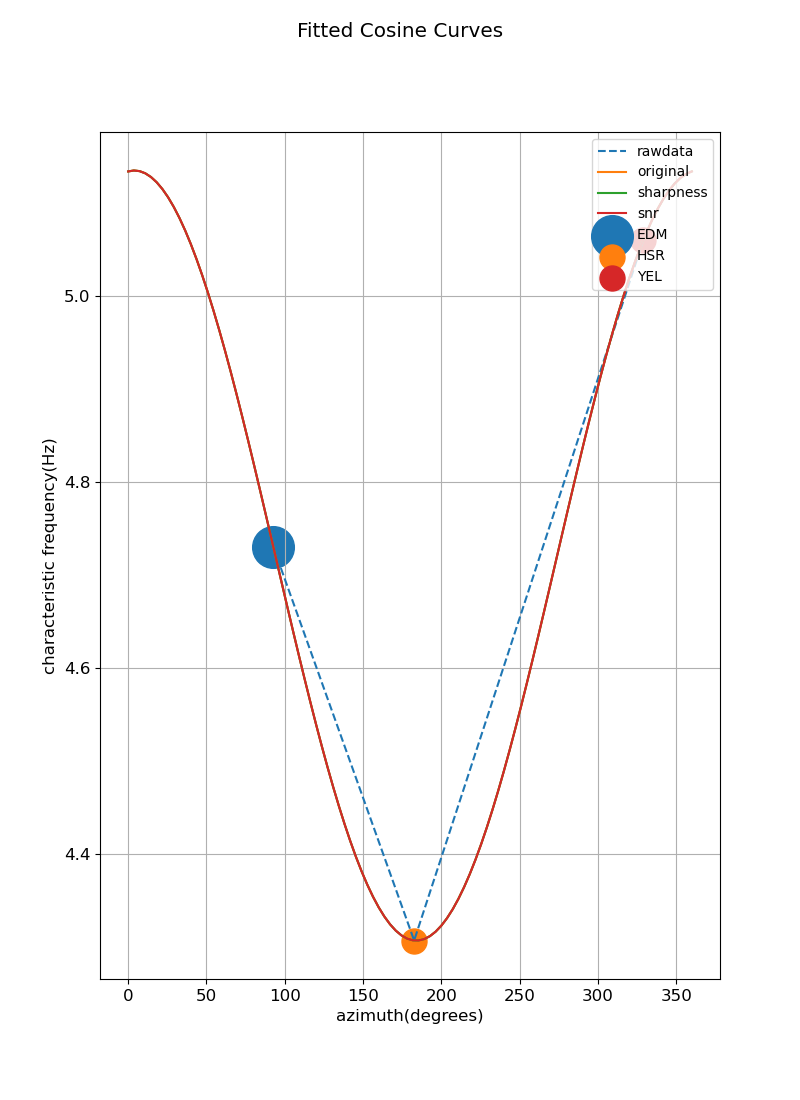 Fitted Cosine Curves
rawdata
original
sharpness
snr
EDM
HSR
YEL
5.0
4.8
4.6
4.4
characteristic frequency(Hz)
0 50 100 150 200 250 300 350
azimuth(degrees)